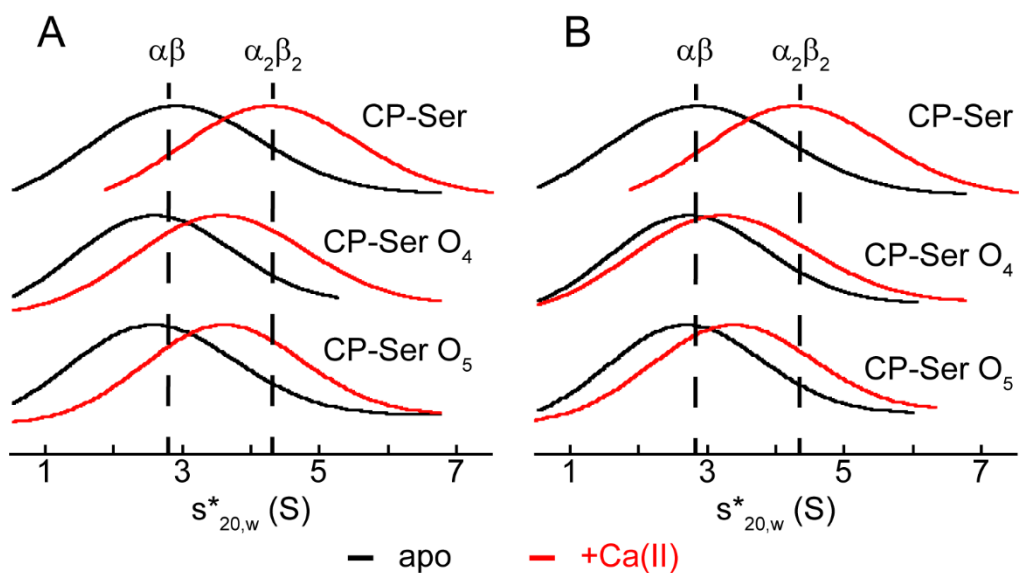 A
αβ
α₂β₂
CP-Ser
CP-Ser O₄
CP-Ser O₅
1 3 5 7
s*₂₀,w (S)
B
αβ
α₂β₂
CP-Ser
CP-Ser O₄
CP-Ser O₅
1 3 5 7
s*₂₀,w (S)
apo +Ca(II)